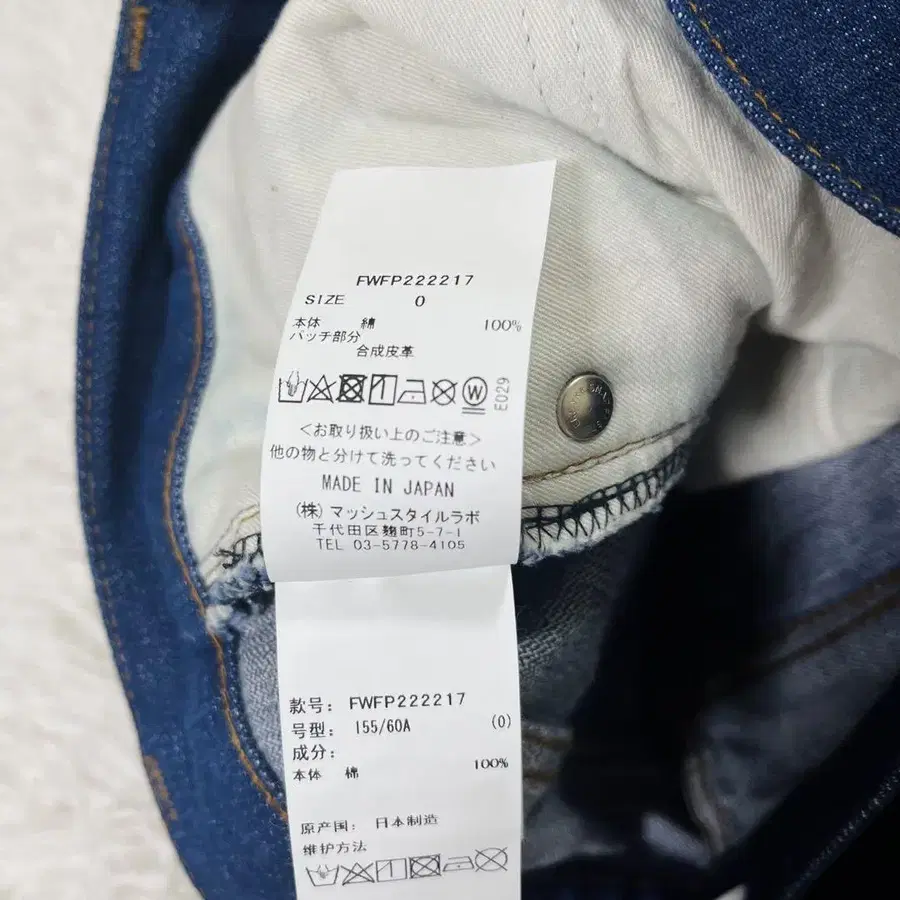 FWFP222217
SIZE 0
本体 綿 100%
パッチ部分
合成皮革
W
E029
<お取り扱い上のご注意>
他の物と分けて洗ってください
MADE IN JAPAN
(株)マッシュスタイルラボ
千代田区麹町5-7-1
TEL 03-5778-4105
款号: FWFP222217
号型: 155/60A (0)
成分:
本体 棉 100%
原产国: 日本制造
维护方法